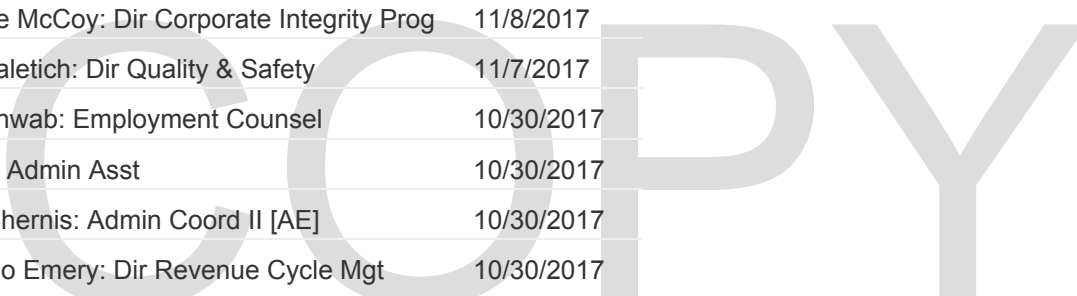 e McCoy: Dir Corporate Integrity Prog 11/8/2017
aletich: Dir Quality & Safety 11/7/2017
hwab: Employment Counsel 10/30/2017
Admin Asst 10/30/2017
hernis: Admin Coord II [AE] 10/30/2017
o Emery: Dir Revenue Cycle Mgt 10/30/2017
COPY